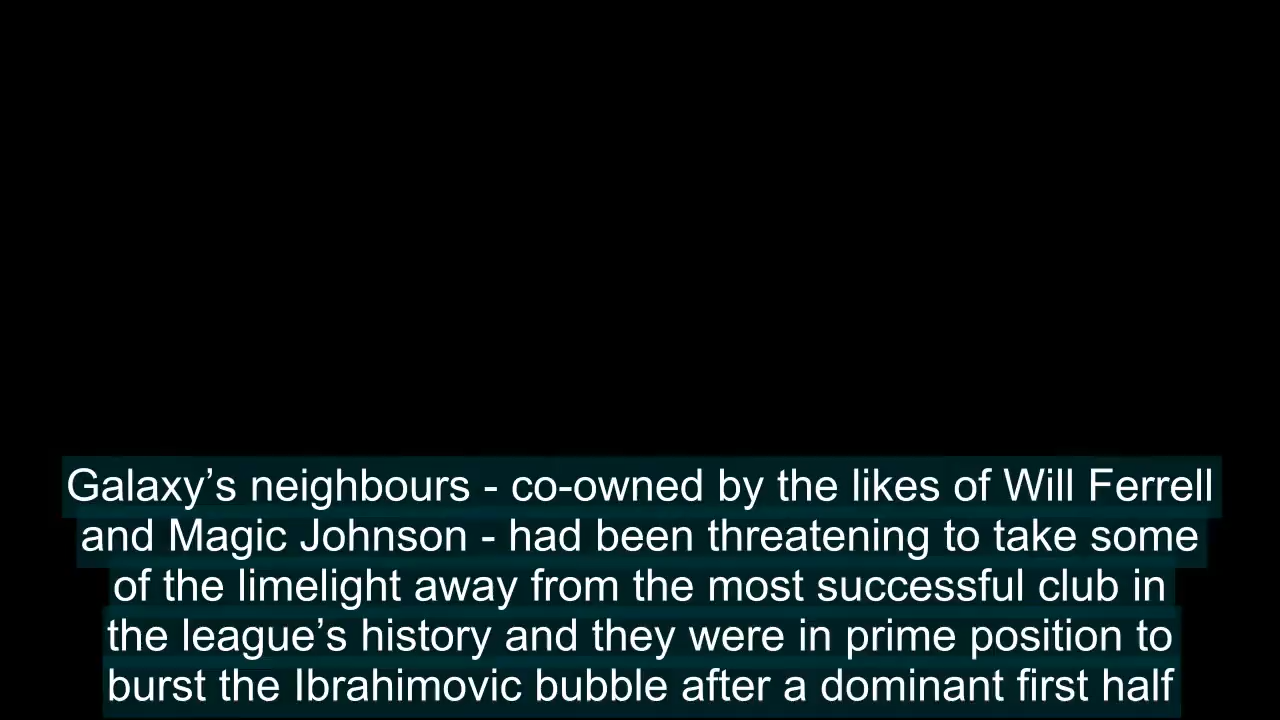 Galaxy’s neighbours - co-owned by the likes of Will Ferrell
and Magic Johnson - had been threatening to take some
of the limelight away from the most successful club in
the league’s history and they were in prime position to
burst the Ibrahimovic bubble after a dominant first half